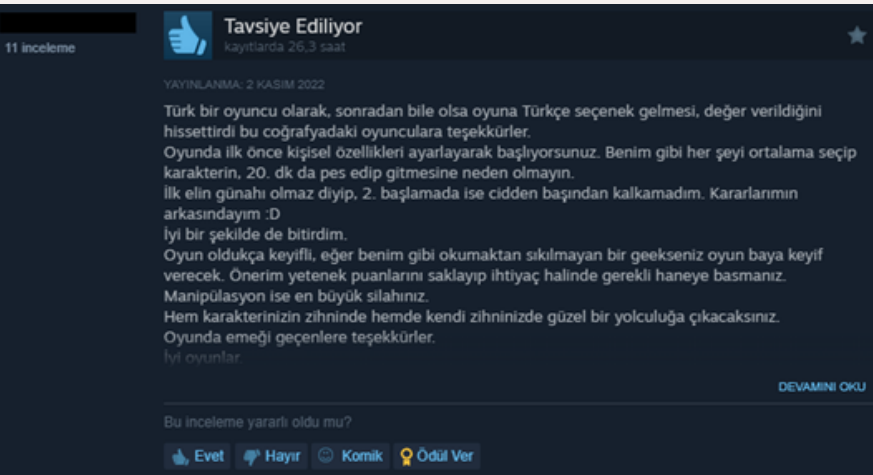 Tavsiye Ediliyor
kayıtlarda 26,3 saat
11 inceleme
YAYINLANMA: 2 KASIM 2022
Türk bir oyuncu olarak, sonradan bile olsa oyuna Türkçe seçenek gelmesi, değer verildiğini
hissettirdi bu coğrafyadaki oyunculara teşekkürler.
Oyunda ilk önce kişisel özellikleri ayarlayarak başlıyorsunuz. Benim gibi her şeyi ortalama seçip
karakterin, 20. dk da pes edip gitmesine neden olmayın.
İlk elin günahı olmaz diyip, 2. başlamada ise cidden başından kalkamadım. Kararlarımın
arkasındayım :D
İyi bir şekilde de bitirdim.
Oyun oldukça keyifli, eğer benim gibi okumaktan sıkılmayan bir geekseniz oyun baya keyif
verecek. Önerim yetenek puanlarını saklayıp ihtiyaç halinde gerekli haneye basmanız.
Manipülasyon ise en büyük silahınız.
Hem karakterinizin zihninde hemde kendi zihninizde güzel bir yolculuğa çıkacaksınız.
Oyunda emeği geçenlere teşekkürler.
İyi oyunlar.
DEVAMINI OKU
Bu inceleme yararlı oldu mu?
Evet Hayır Komik Ödül Ver